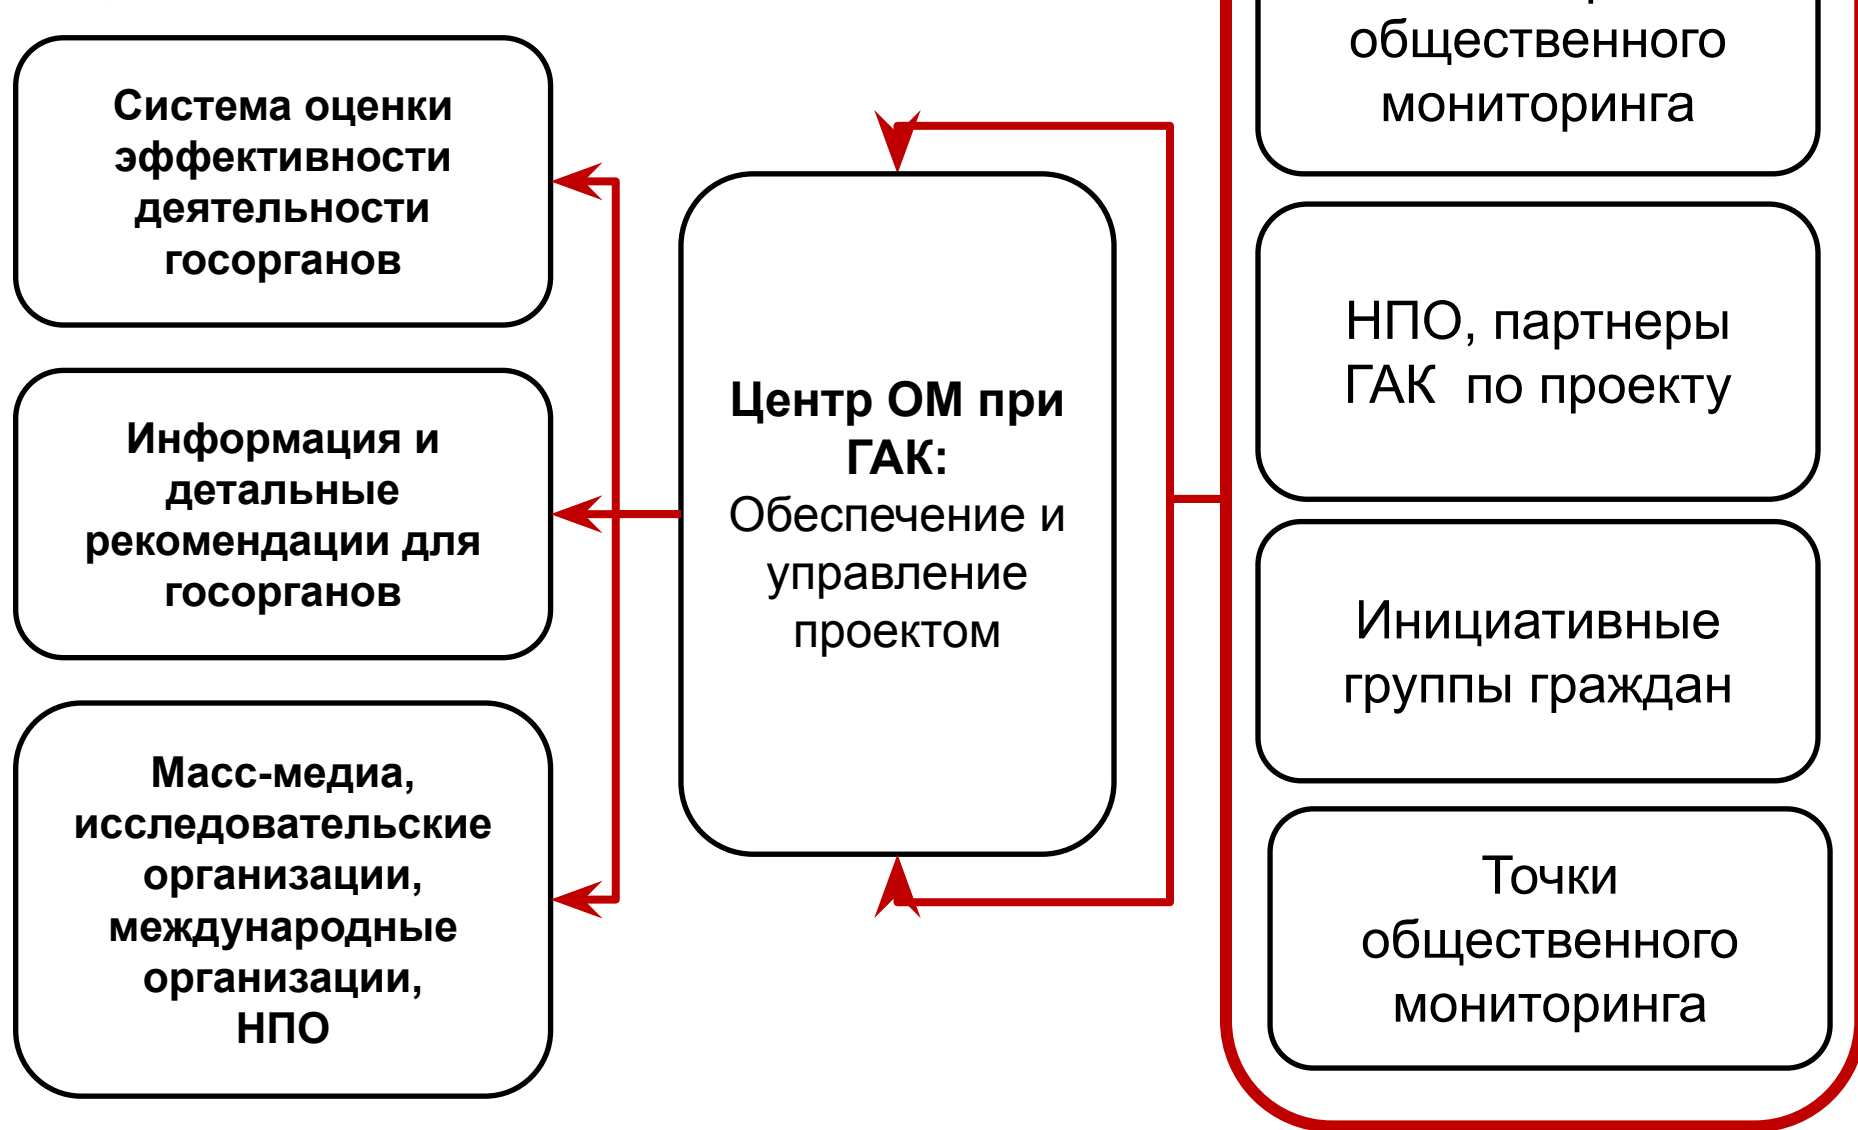 Система оценки
эффективности
деятельности
госорганов
Информация и
детальные
рекомендации для
госорганов
Масс-медиа,
исследовательские
организации,
международные
организации,
НПО
Центр ОМ при
ГАК:
Обеспечение и
управление
проектом
общественного
мониторинга
НПО, партнеры
ГАК  по проекту
Инициативные
группы граждан
Точки
общественного
мониторинга